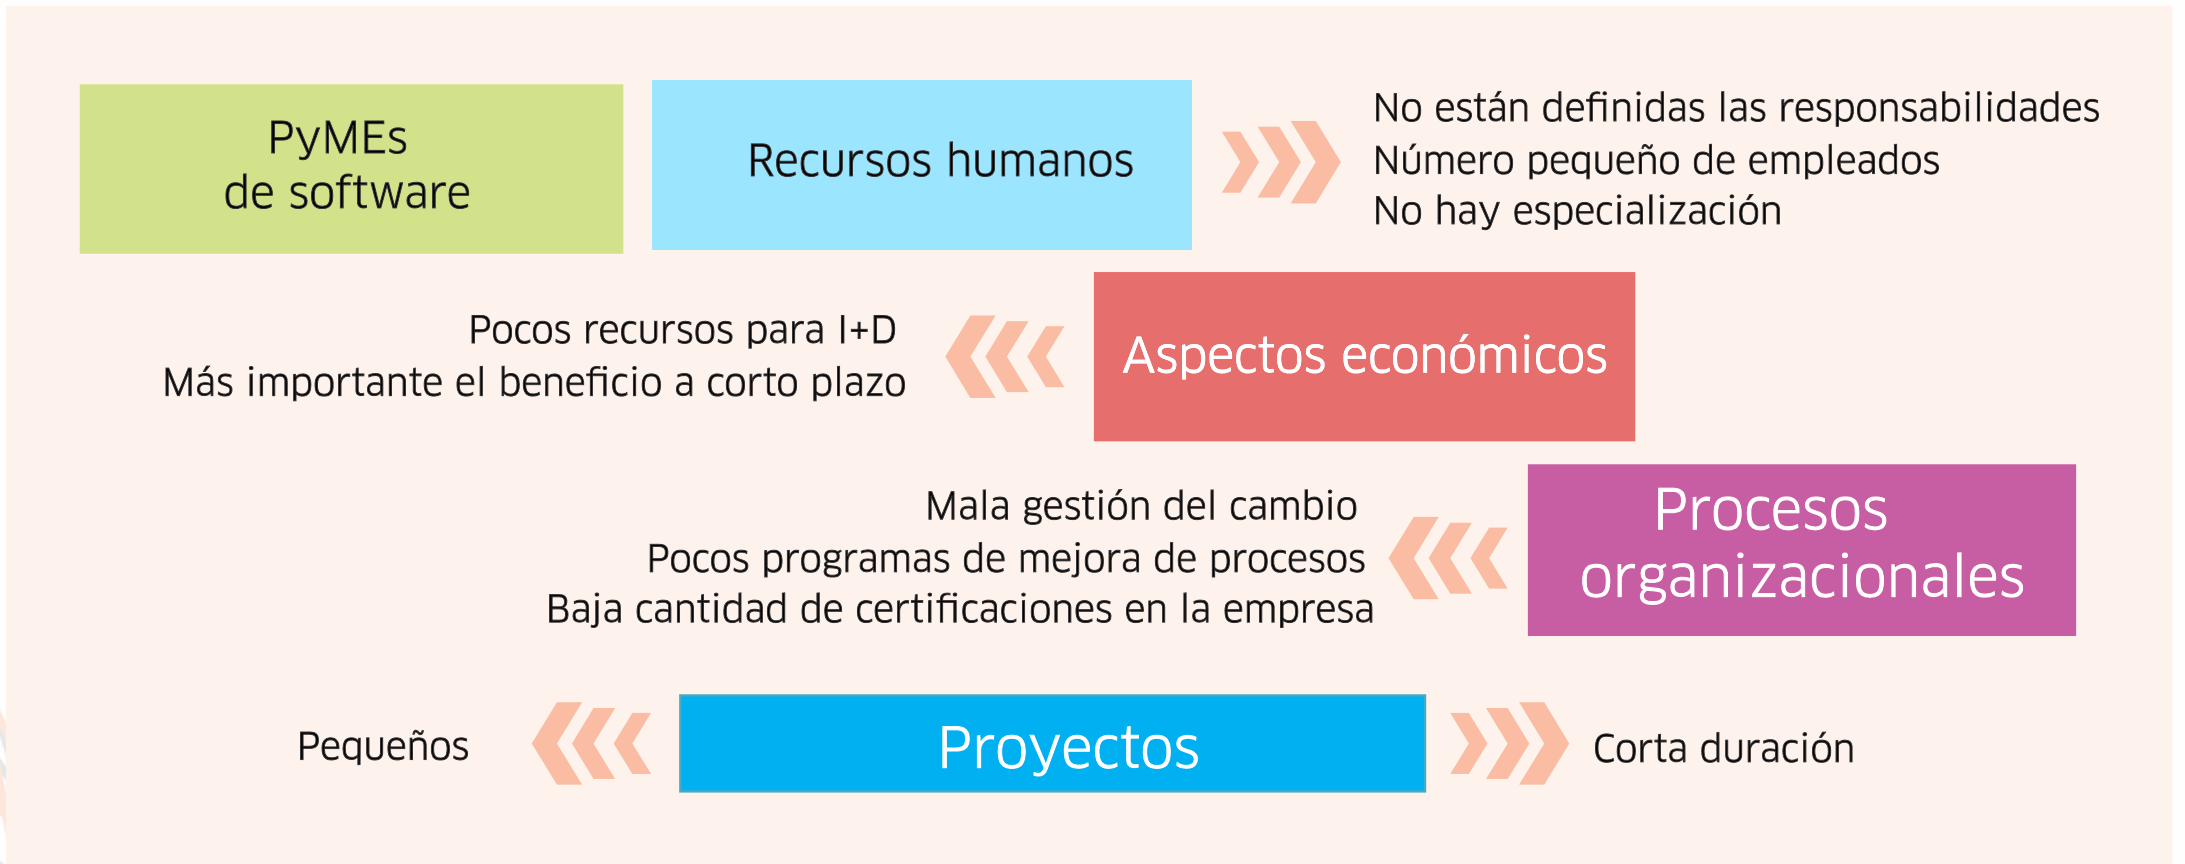 PyMEs
de software
Recursos humanos
No están definidas las responsabilidades
Número pequeño de empleados
No hay especialización
Pocos recursos para I+D
Más importante el beneficio a corto plazo
Aspectos económicos
Mala gestión del cambio
Pocos programas de mejora de procesos
Baja cantidad de certificaciones en la empresa
Procesos
organizacionales
Pequeños
Proyectos
Corta duración